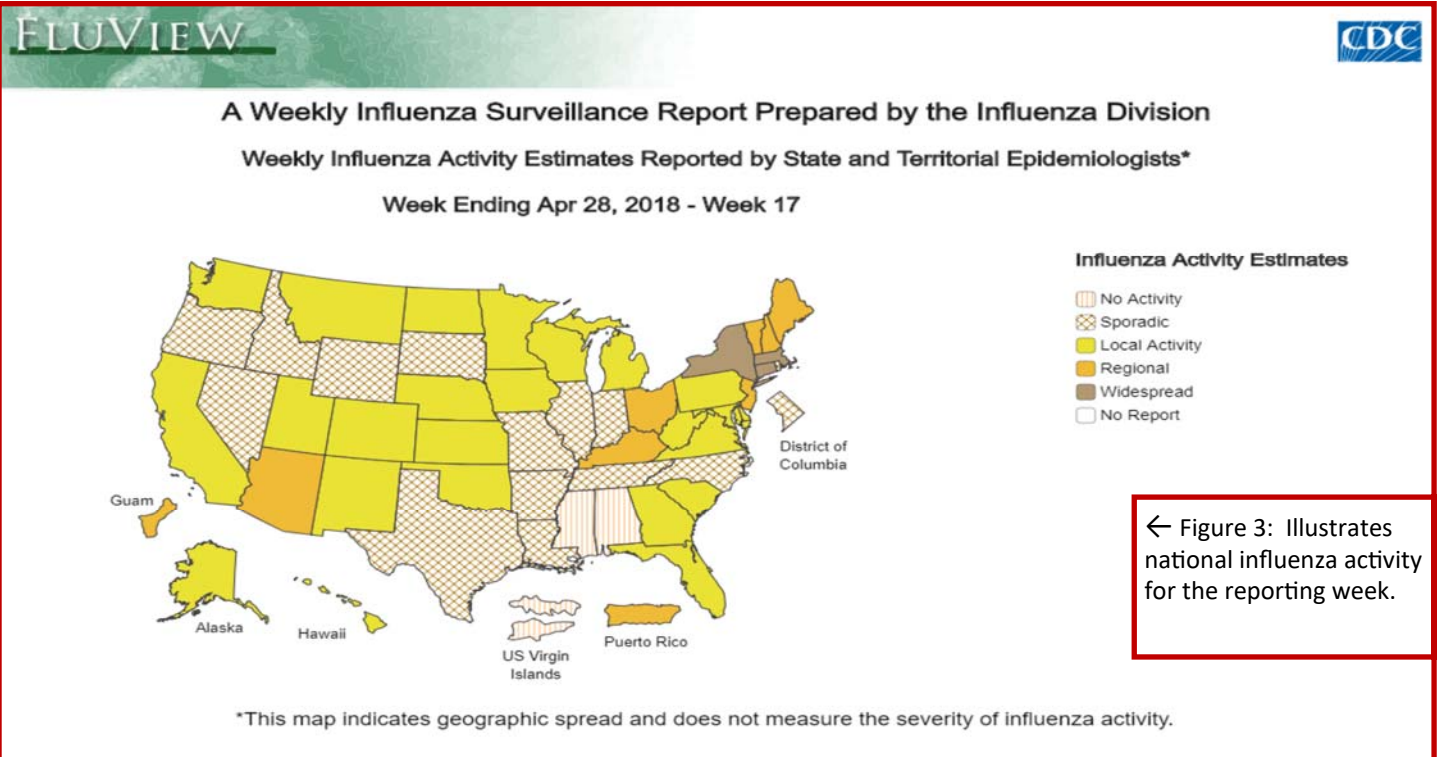 FLUVIEW
CDC
A Weekly Influenza Surveillance Report Prepared by the Influenza Division
Weekly Influenza Activity Estimates Reported by State and Territorial Epidemiologists*
Week Ending Apr 28, 2018 - Week 17
Influenza Activity Estimates
No Activity
Sporadic
Local Activity
Regional
Widespread
No Report
District of
Columbia
Guam
Alaska
Hawaii
US Virgin
Islands
Puerto Rico
← Figure 3: Illustrates
national influenza activity
for the reporting week.
*This map indicates geographic spread and does not measure the severity of influenza activity.